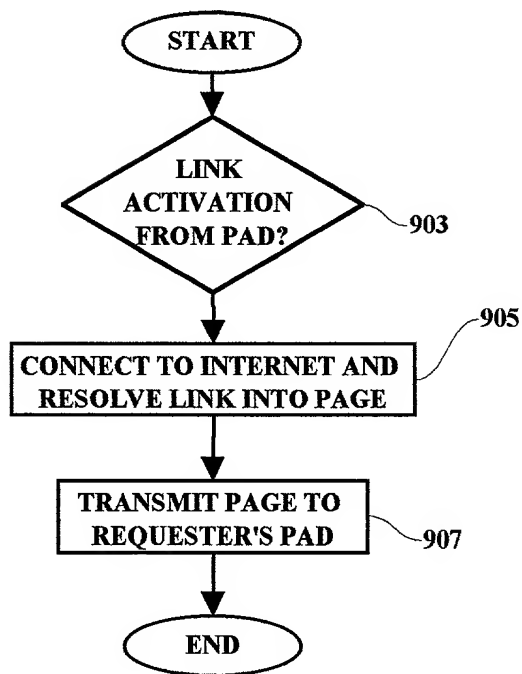 START
LINK
ACTIVATION
FROM PAD?
903
905
CONNECT TO INTERNET AND
RESOLVE LINK INTO PAGE
TRANSMIT PAGE TO
REQUESTER'S PAD
907
END